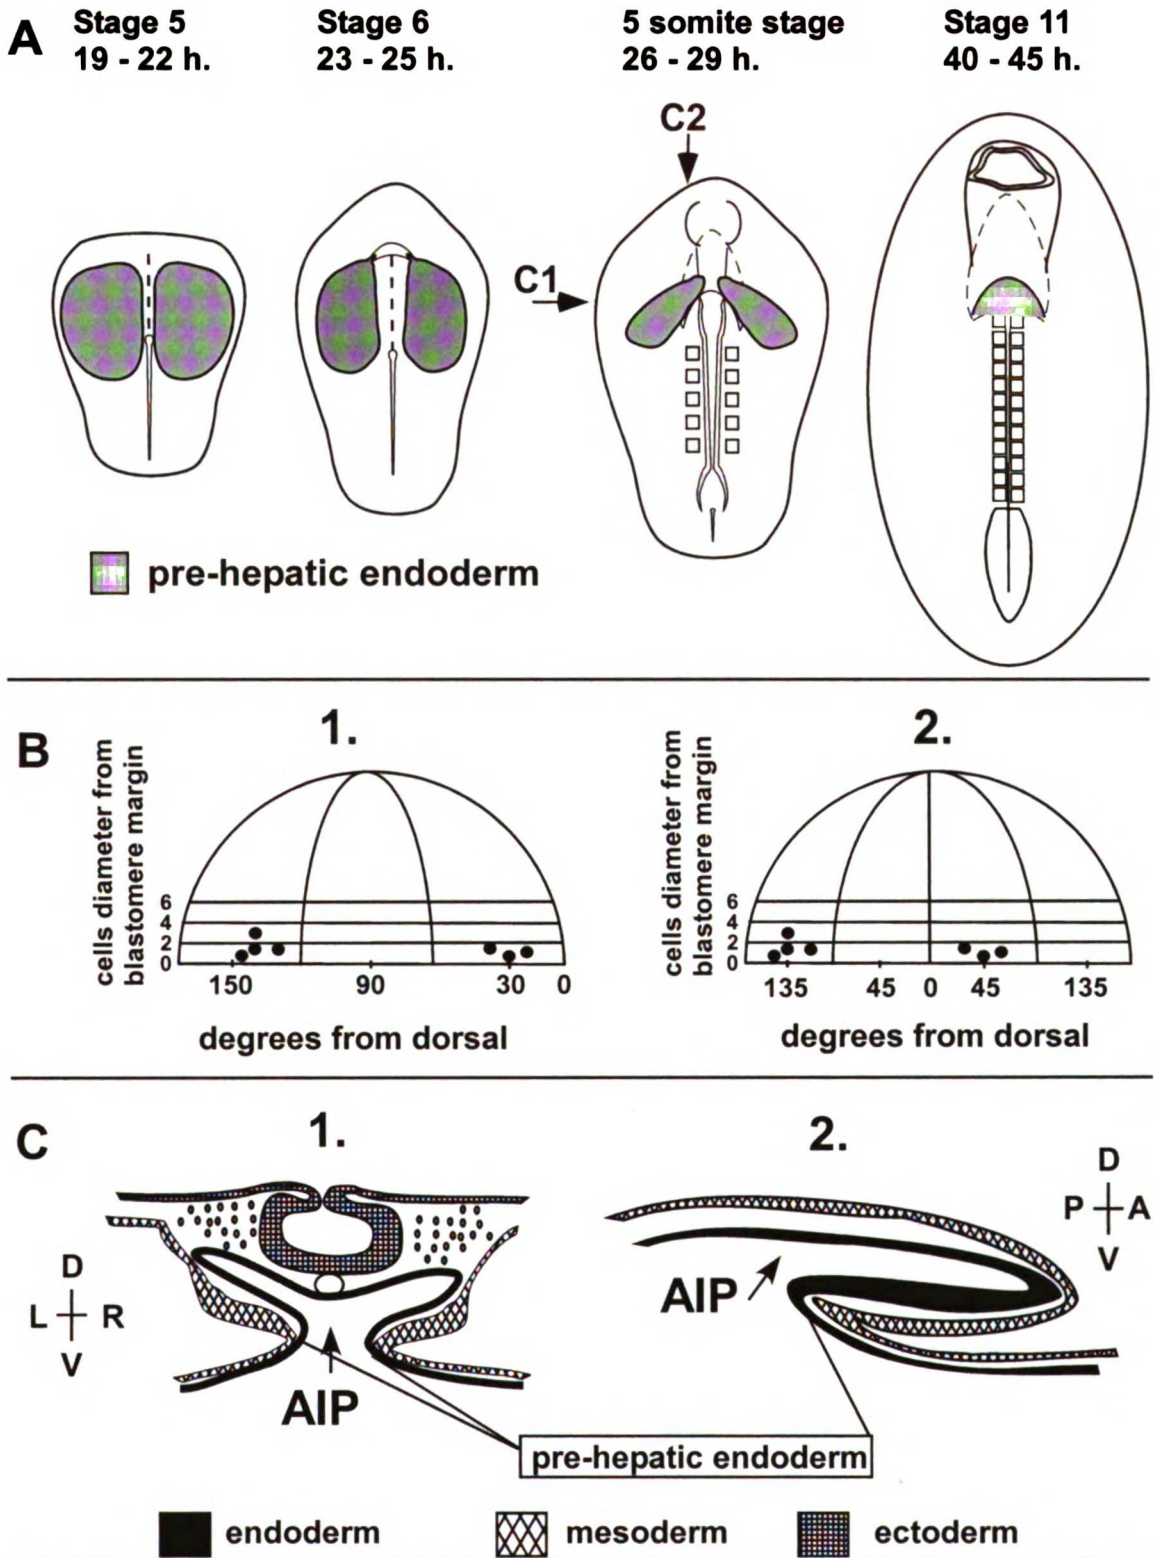 A
Stage 5
19 - 22 h.
Stage 6
23 - 25 h.
5 somite stage
26 - 29 h.
Stage 11
40 - 45 h.
C2
C1
pre-hepatic endoderm
B
1.
cells diameter from
blastomere margin
6
4
2
0
150
90
30
0
degrees from dorsal
2.
cells diameter from
blastomere margin
6
4
2
0
135
45
0
45
135
degrees from dorsal
C
1.
D
L
R
V
AIP
2.
D
P
A
V
AIP
pre-hepatic endoderm
endoderm
mesoderm
ectoderm